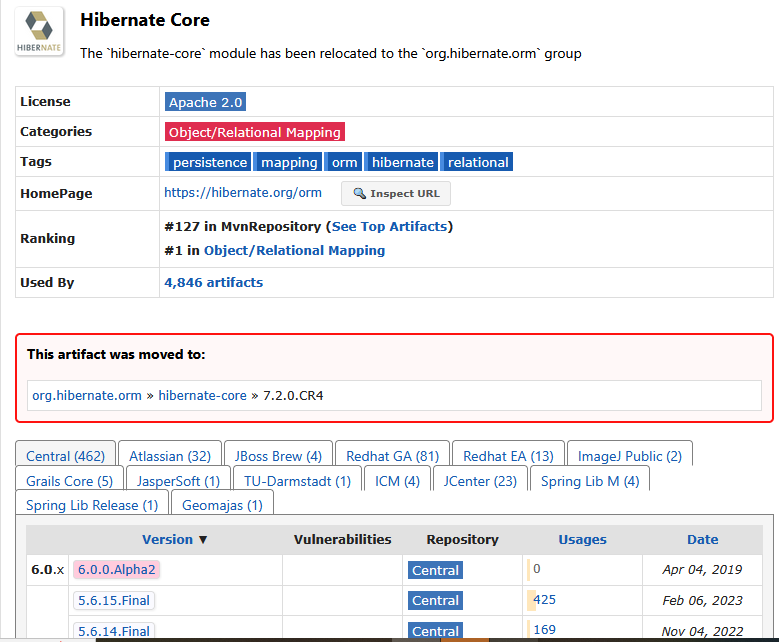 HIBERNATE
Hibernate Core
The `hibernate-core` module has been relocated to the `org.hibernate.orm` group
License Apache 2.0
Categories Object/Relational Mapping
Tags persistence mapping orm hibernate relational
HomePage https://hibernate.org/orm Inspect URL
Ranking #127 in MvnRepository (See Top Artifacts)
#1 in Object/Relational Mapping
Used By 4,846 artifacts
This artifact was moved to:
org.hibernate.orm » hibernate-core » 7.2.0.CR4
Central (462) Atlassian (32) JBoss Brew (4) Redhat GA (81) Redhat EA (13) ImageJ Public (2)
Grails Core (5) JasperSoft (1) TU-Darmstadt (1) ICM (4) JCenter (23) Spring Lib M (4)
Spring Lib Release (1) Geomajas (1)
Version ▼ Vulnerabilities Repository Usages Date
6.0.x 6.0.0.Alpha2 Central 0 Apr 04, 2019
5.6.15.Final Central 425 Feb 06, 2023
5.6.14.Final Central 169 Nov 04, 2022